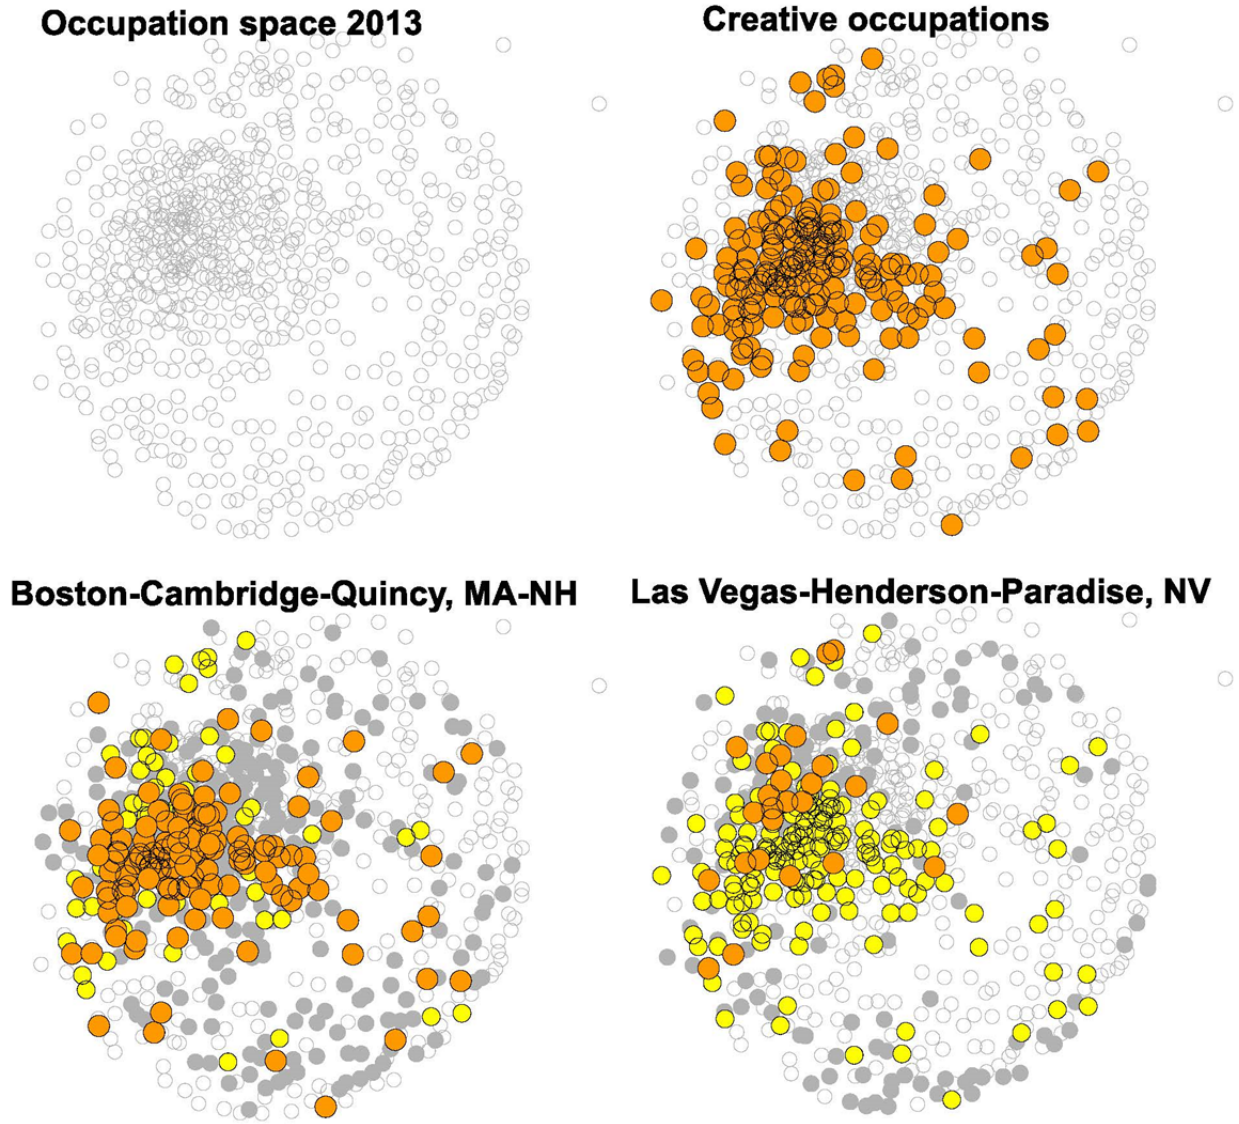 Occupation space 2013
Creative occupations
Boston-Cambridge-Quincy, MA-NH
Las Vegas-Henderson-Paradise, NV